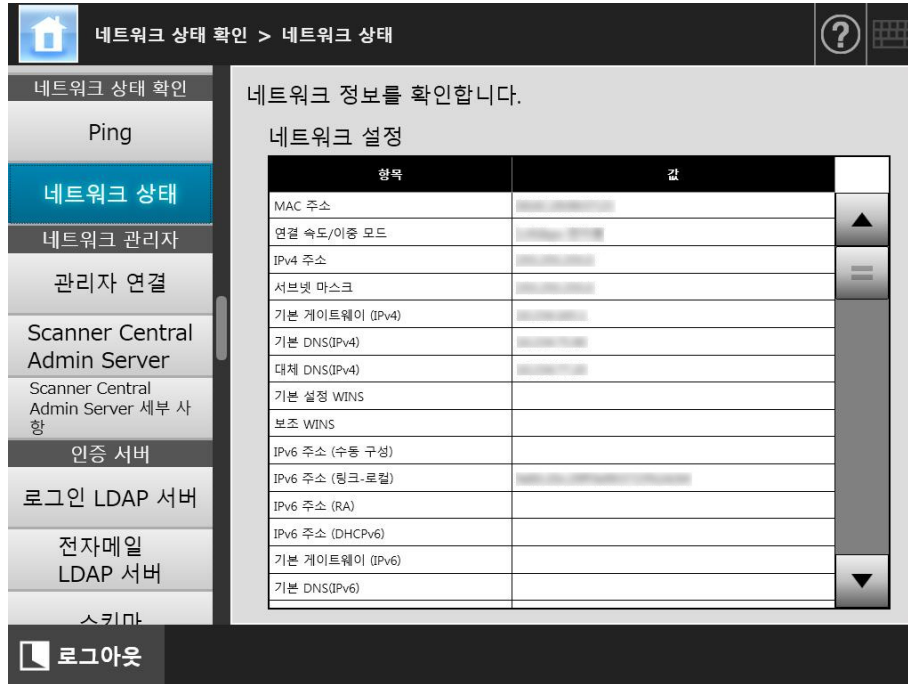 네트워크 상태 확인 > 네트워크 상태
?
네트워크 상태 확인
Ping
네트워크 상태
네트워크 관리자
관리자 연결
Scanner Central
Admin Server
Scanner Central
Admin Server 세부 사
항
인증 서버
로그인 LDAP 서버
전자메일
LDAP 서버
스키마
네트워크 정보를 확인합니다.
네트워크 설정
항목 값
MAC 주소
연결 속도/이중 모드
IPv4 주소
서브넷 마스크
기본 게이트웨이 (IPv4)
기본 DNS(IPv4)
대체 DNS(IPv4)
기본 설정 WINS
보조 WINS
IPv6 주소 (수동 구성)
IPv6 주소 (링크-로컬)
IPv6 주소 (RA)
IPv6 주소 (DHCPv6)
기본 게이트웨이 (IPv6)
기본 DNS(IPv6)
로그아웃